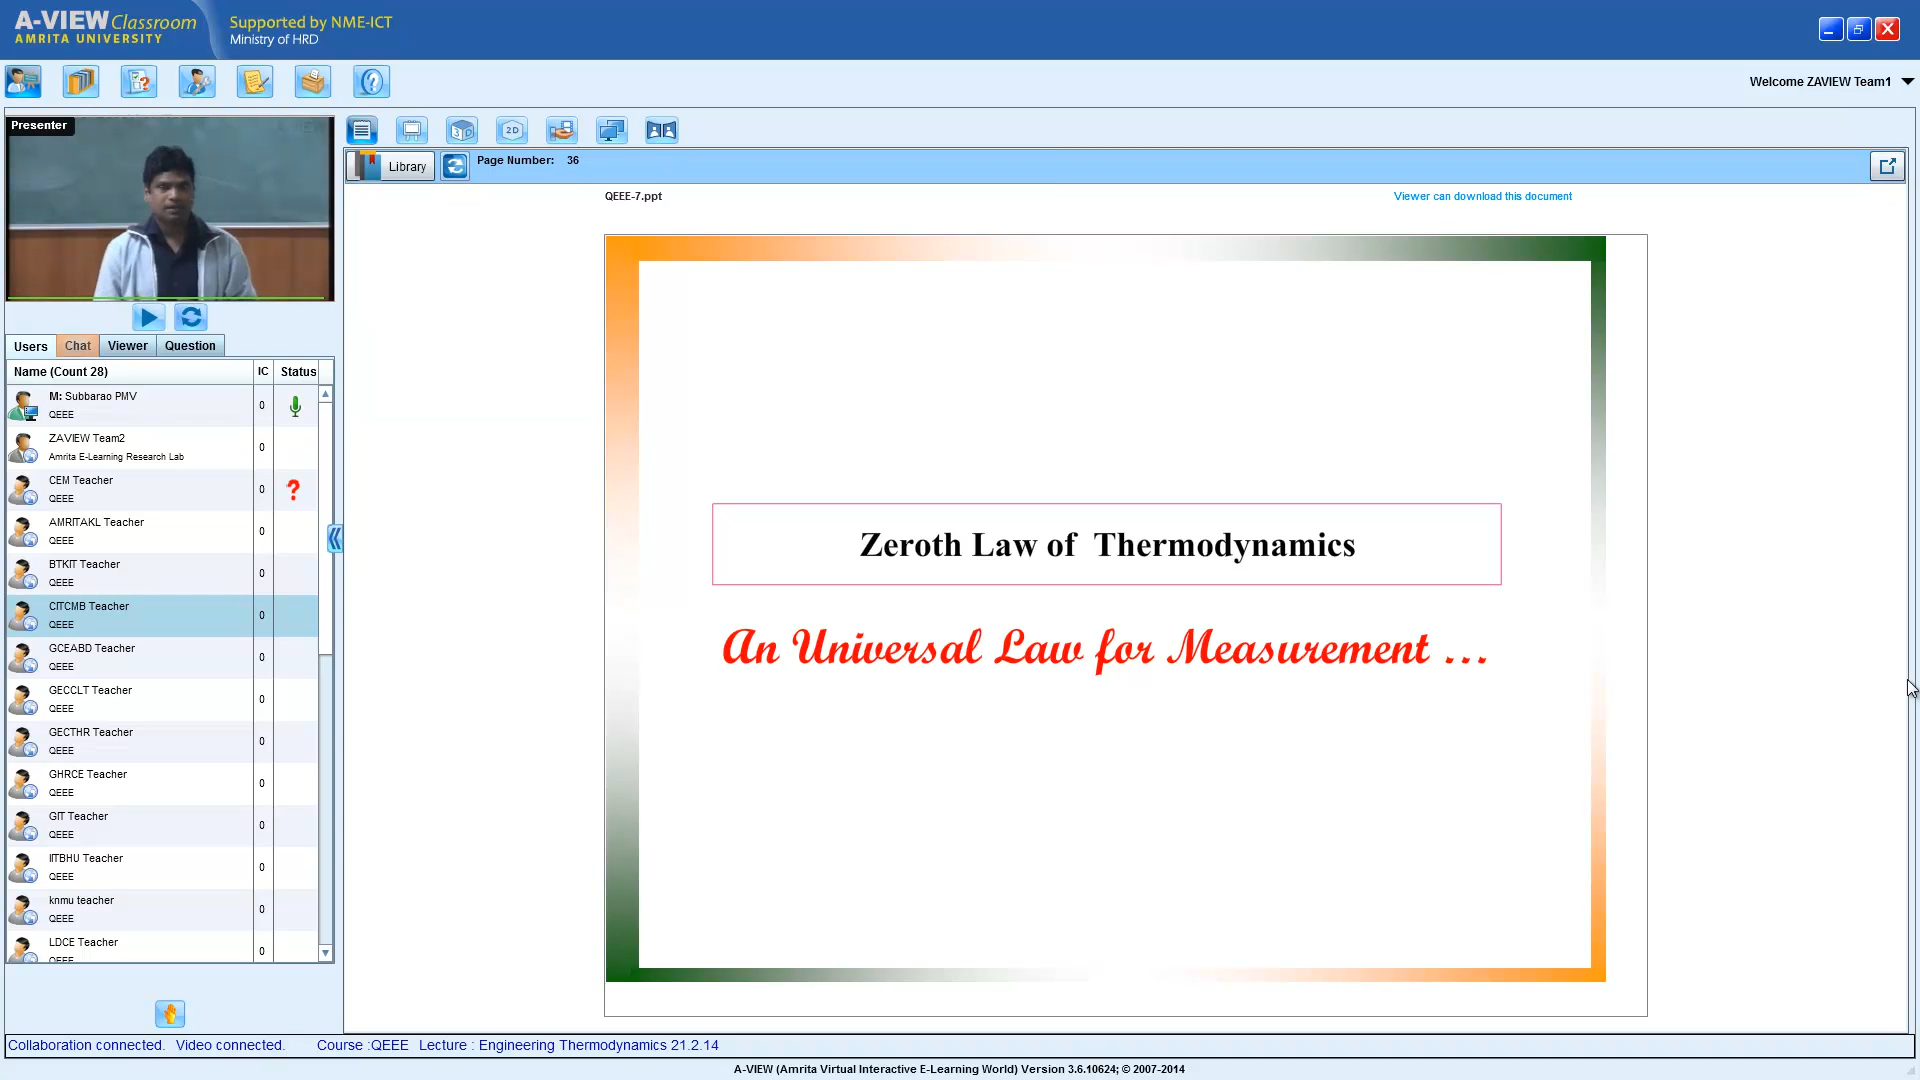 A-VIEW Classroom
AMRITA UNIVERSITY
Supported by NME-ICT
Ministry of HRD
Welcome ZAVIEW Team1
Presenter
Library
Page Number: 36
QEEE-7.ppt
Viewer can download this document
Users Chat Viewer Question
Name (Count 28) IC Status
M: Subbarao PMV
QEEE
0
ZAVIEW Team2
Amrita E-Learning Research Lab
0
CEM Teacher
QEEE
0 ?
AMRITAKL Teacher
QEEE
0
BTKIT Teacher
QEEE
0
CITCMB Teacher
QEEE
0
GCEABD Teacher
QEEE
0
GECCLT Teacher
QEEE
0
GECTHR Teacher
QEEE
0
GHRCE Teacher
QEEE
0
GIT Teacher
QEEE
0
IITBHU Teacher
QEEE
0
knmu teacher
QEEE
0
LDCE Teacher
QEEE
0
3D
2D
Zeroth Law of Thermodynamics
An Universal Law for Measurement ...
Collaboration connected. Video connected. Course :QEEE Lecture : Engineering Thermodynamics 21.2.14
A-VIEW (Amrita Virtual Interactive E-Learning World) Version 3.6.10624; © 2007-2014